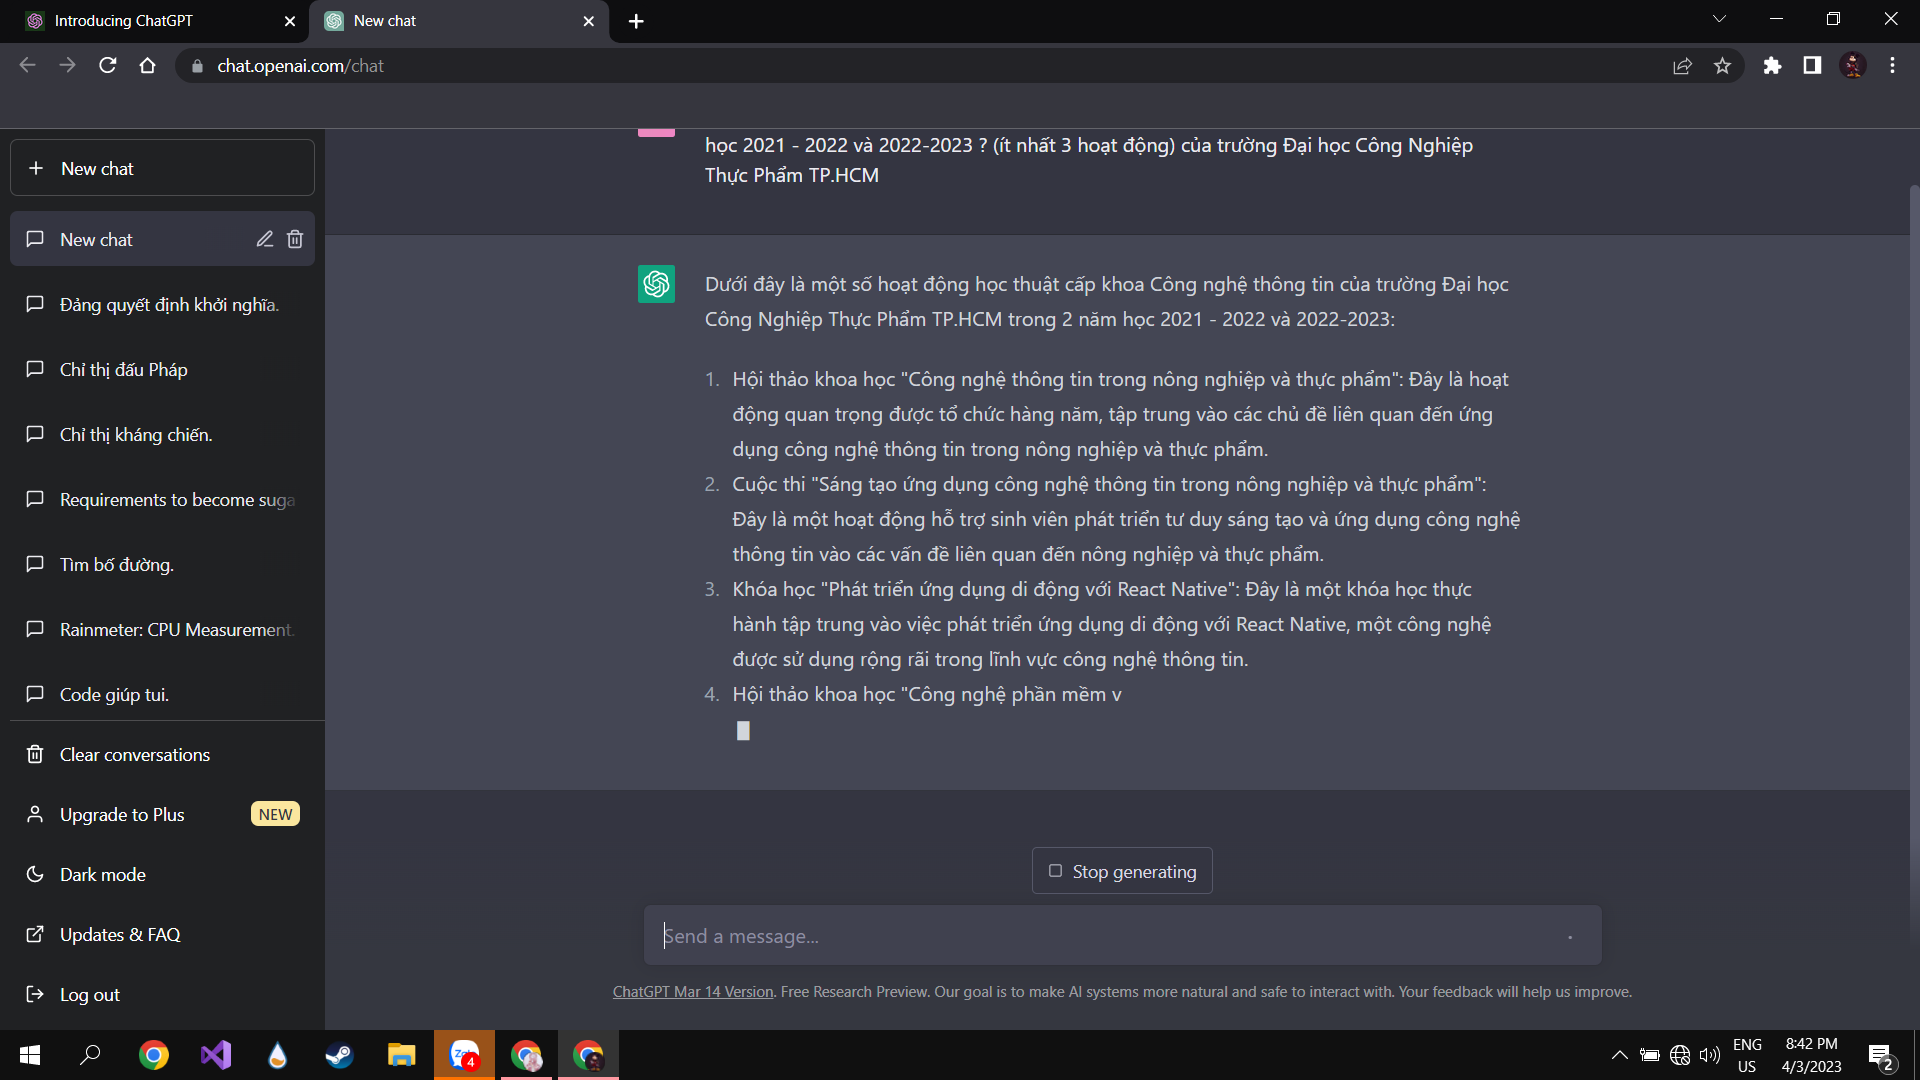 Introducing ChatGPT
New chat
chat.openai.com/chat
New chat
New chat
Đảng quyết định khởi nghĩa.
Chỉ thị đấu Pháp
Chỉ thị kháng chiến.
Requirements to become suga
Tìm bố đường.
Rainmeter: CPU Measurement.
Code giúp tui.
Clear conversations
Upgrade to Plus NEW
Dark mode
Updates & FAQ
Log out
học 2021 - 2022 và 2022-2023 ? (ít nhất 3 hoạt động) của trường Đại học Công Nghiệp
Thực Phẩm TP.HCM
Dưới đây là một số hoạt động học thuật cấp khoa Công nghệ thông tin của trường Đại học
Công Nghiệp Thực Phẩm TP.HCM trong 2 năm học 2021 - 2022 và 2022-2023:
1. Hội thảo khoa học "Công nghệ thông tin trong nông nghiệp và thực phẩm": Đây là hoạt
động quan trọng được tổ chức hàng năm, tập trung vào các chủ đề liên quan đến ứng
dụng công nghệ thông tin trong nông nghiệp và thực phẩm.
2. Cuộc thi "Sáng tạo ứng dụng công nghệ thông tin trong nông nghiệp và thực phẩm":
Đây là một hoạt động hỗ trợ sinh viên phát triển tư duy sáng tạo và ứng dụng công nghệ
thông tin vào các vấn đề liên quan đến nông nghiệp và thực phẩm.
3. Khóa học "Phát triển ứng dụng di động với React Native": Đây là một khóa học thực
hành tập trung vào việc phát triển ứng dụng di động với React Native, một công nghệ
được sử dụng rộng rãi trong lĩnh vực công nghệ thông tin.
4. Hội thảo khoa học "Công nghệ phần mềm v
Stop generating
Send a message...
ChatGPT Mar 14 Version. Free Research Preview. Our goal is to make AI systems more natural and safe to interact with. Your feedback will help us improve.
4
ENG
US
8:42 PM
4/3/2023
2